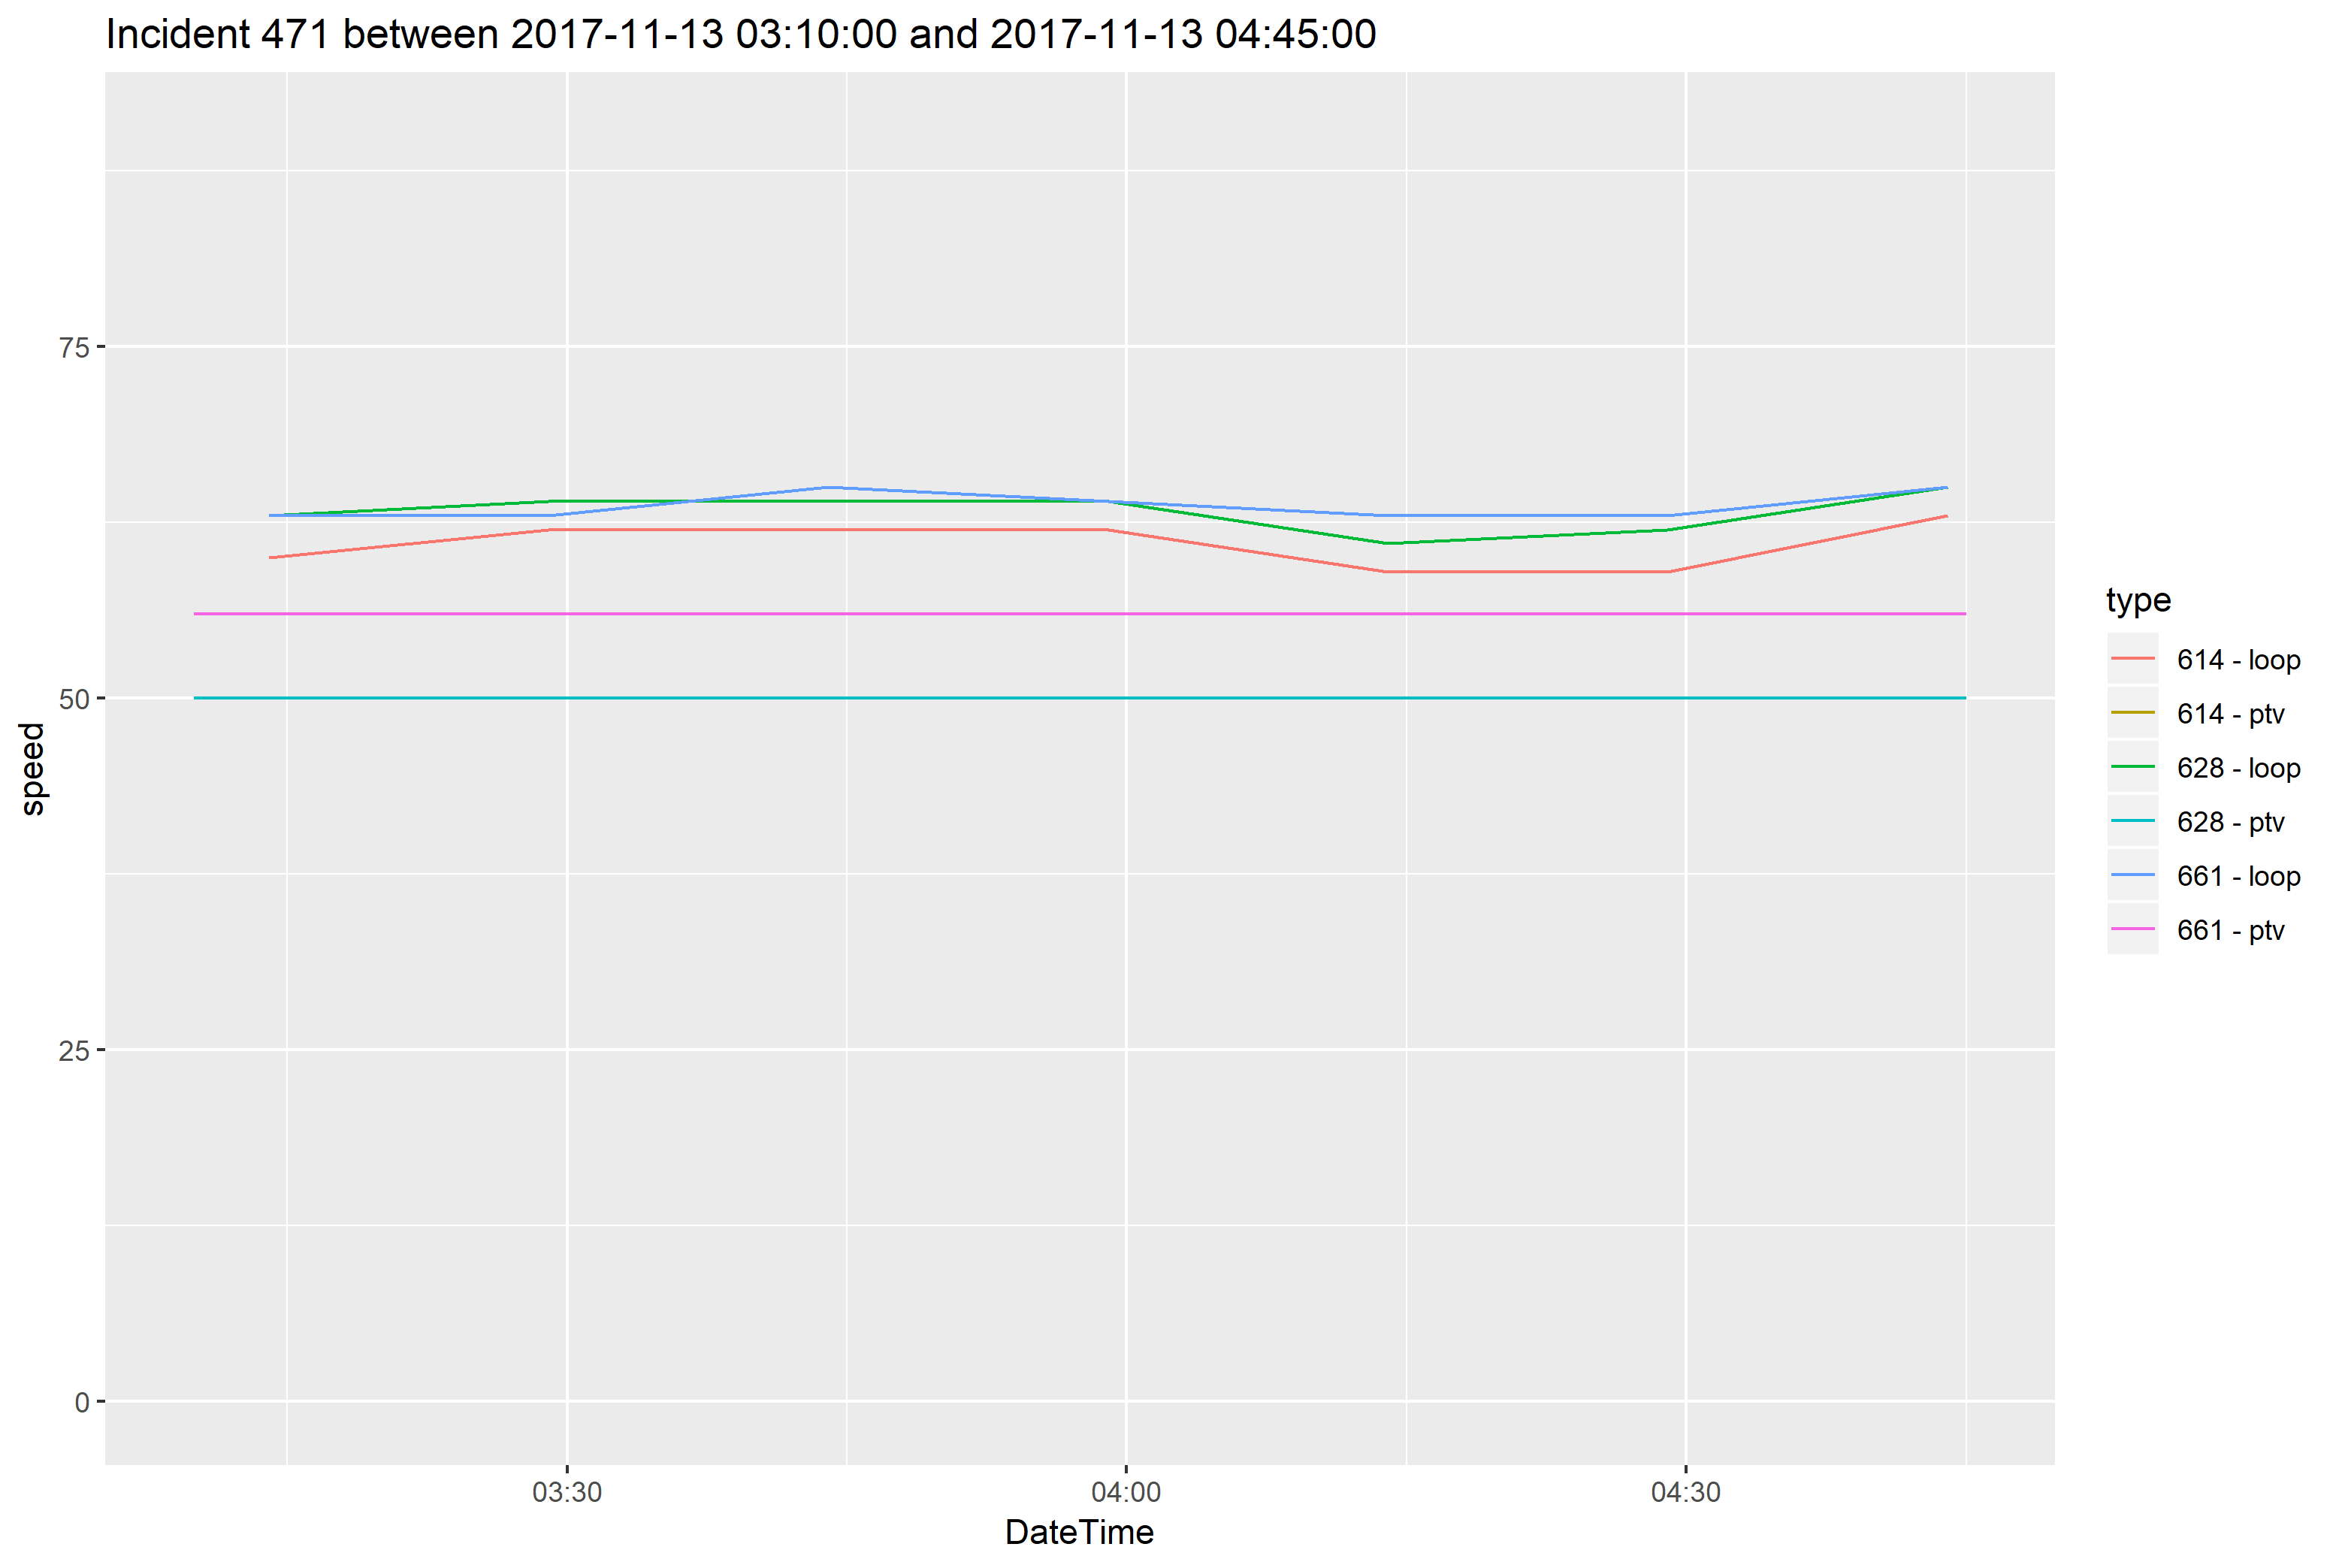 Incident 471 between 2017-11-13 03:10:00 and 2017-11-13 04:45:00
75
50
25
0
speed
03:30
04:00
04:30
DateTime
type
614 - loop
614 - ptv
628 - loop
628 - ptv
661 - loop
661 - ptv